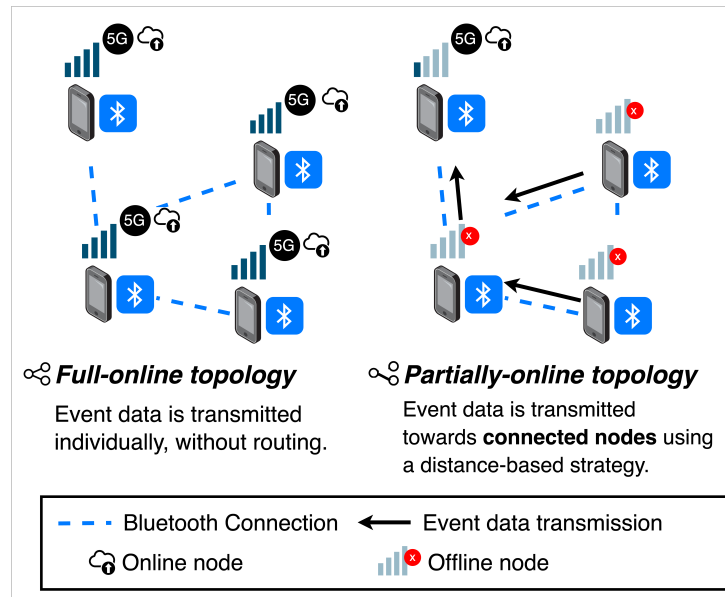 5G
5G
5G
5G
5G
x
x
x
Full-online topology
Event data is transmitted
individually, without routing.
Partially-online topology
Event data is transmitted
towards connected nodes using
a distance-based strategy.
Bluetooth Connection
Event data transmission
Online node
x
Offline node